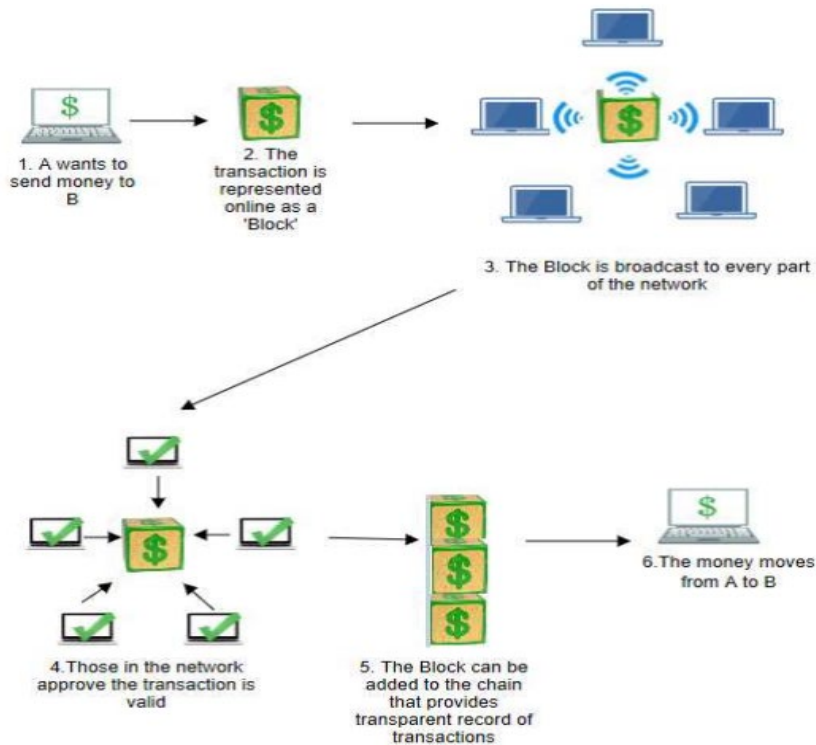 $
$
1. A wants to
send money to
B
2. The
transaction is
represented
online as a
'Block'
$
3. The Block is broadcast to every part
of the network
$
4.Those in the network
approve the transaction is
valid
$
$
$
5. The Block can be
added to the chain
that provides
transparent record of
transactions
$
6.The money moves
from A to B